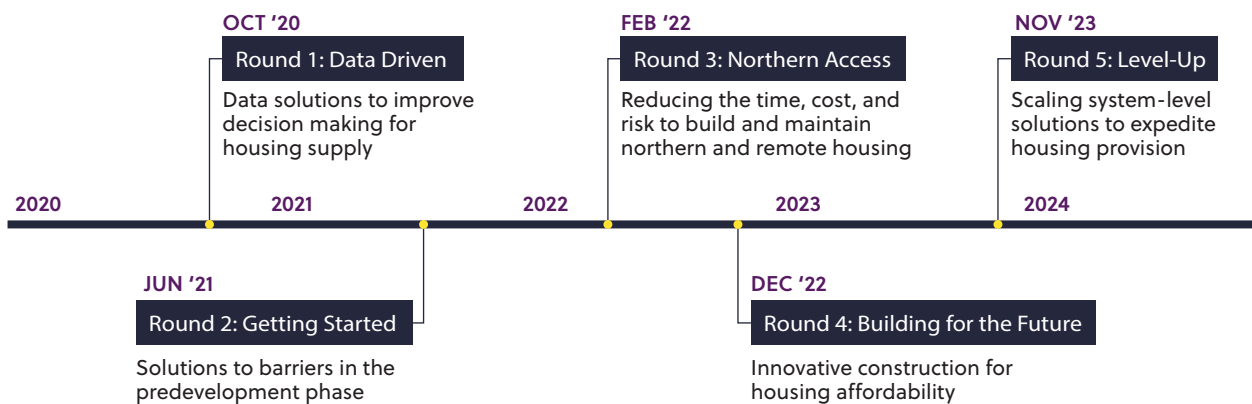 OCT '20
Round 1: Data Driven
Data solutions to improve
decision making for
housing supply
FEB '22
Round 3: Northern Access
Reducing the time, cost, and
risk to build and maintain
northern and remote housing
NOV '23
Round 5: Level-Up
Scaling system-level
solutions to expedite
housing provision
2020
2021
2022
2023
2024
JUN '21
Round 2: Getting Started
Solutions to barriers in the
predevelopment phase
DEC '22
Round 4: Building for the Future
Innovative construction for
housing affordability